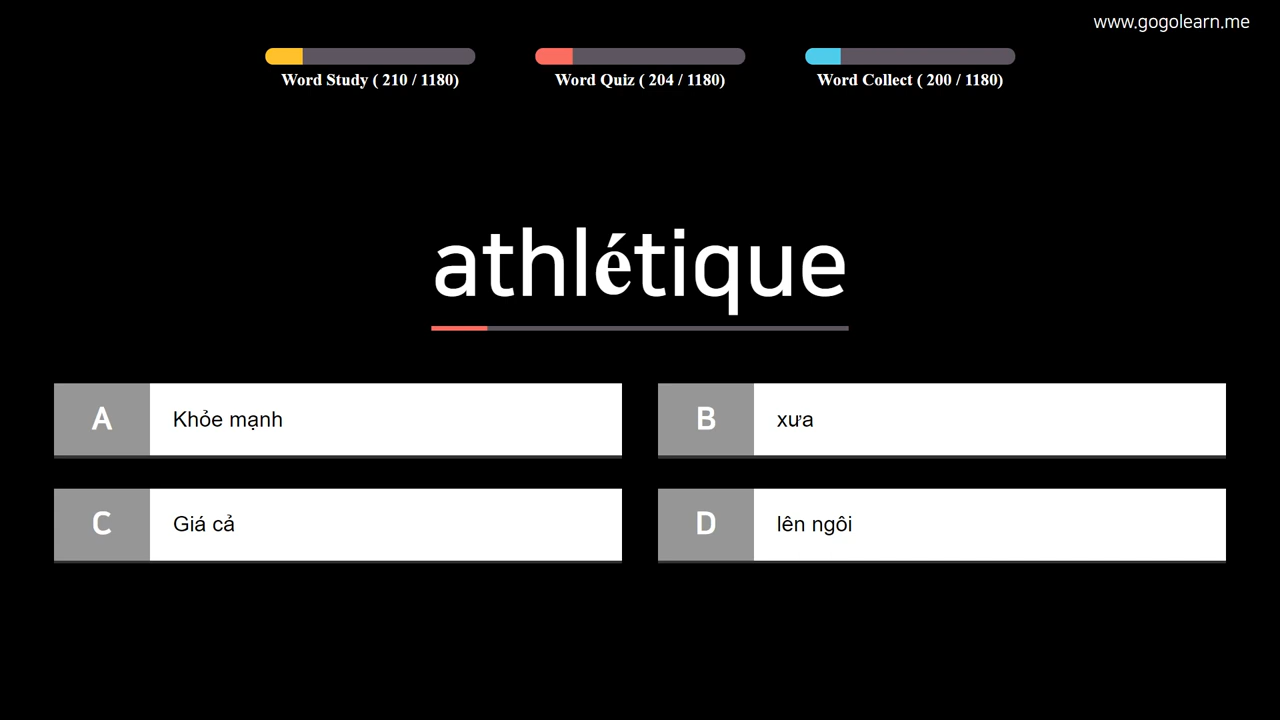 www.gogolearn.me
Word Study ( 210 / 1180)
Word Quiz ( 204 / 1180)
Word Collect ( 200 / 1180)
athlétique
A Khỏe mạnh
B xưa
C Giá cả
D lên ngôi